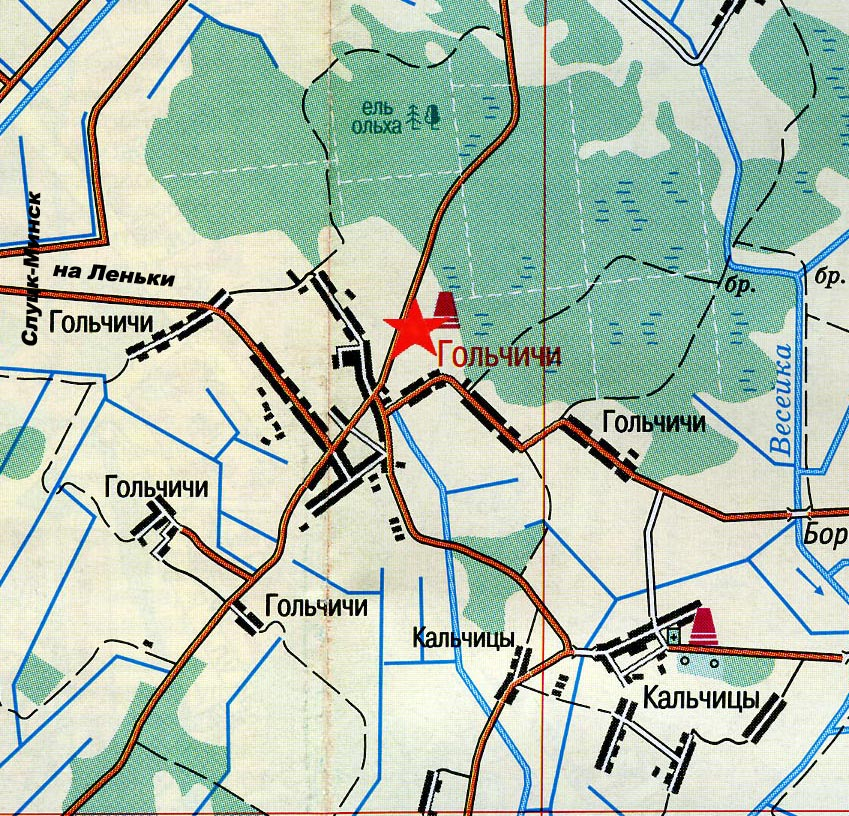 ель
ольха
Слуцк-Минск
на Леньки
бр.
бр.
Гольчичи
Гольчичи
Весейка
Гольчичи
Гольчичи
Бор
Гольчичи
Кальчицы
Кальчицы